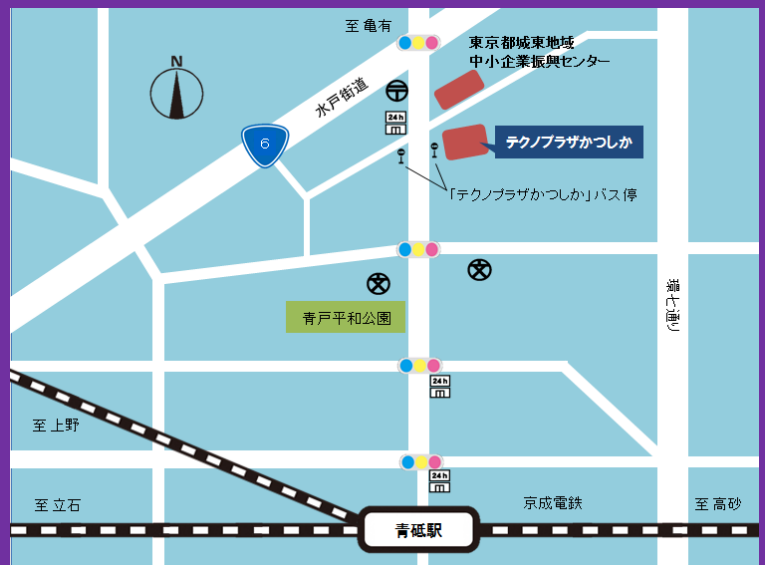 至 亀有
東京都城東地域
中小企業振興センター
N
水戸街道
24h
6
テクノプラザかつしか
「テクノプラザかつしか」バス停
環七通り
青戸平和公園
24h
至 上野
24h
至 立石
京成電鉄
至 高砂
青砥駅